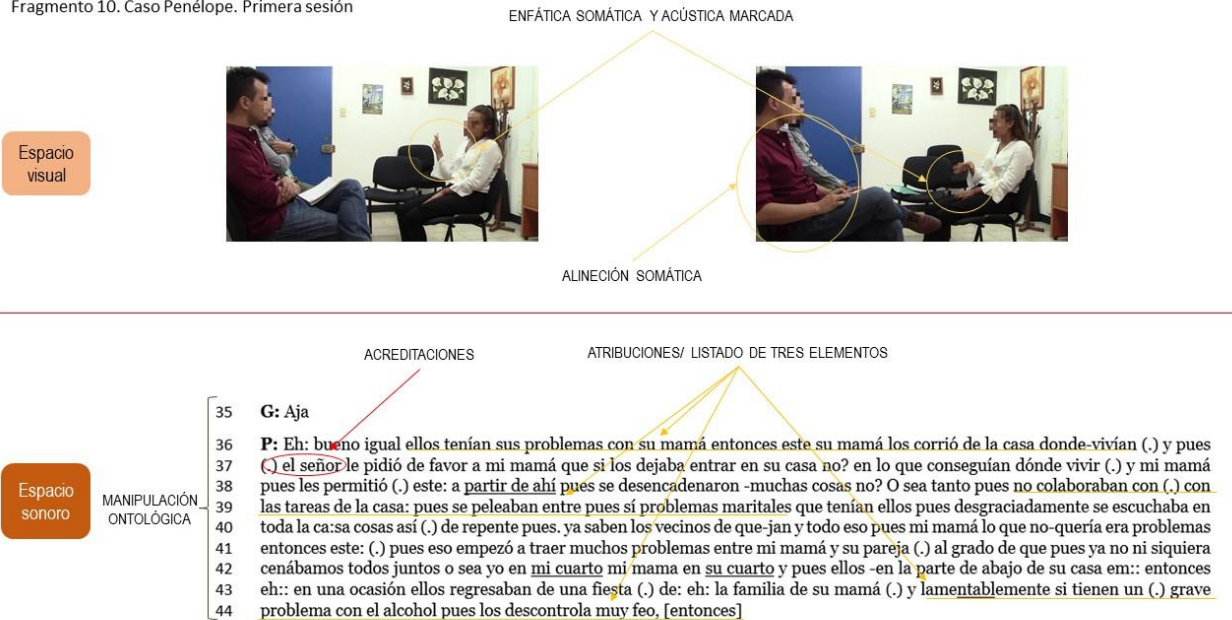 Fragmento 10. Caso Penélope. Primera sesión
ENFÁTICA SOMÁTICA Y ACÚSTICA MARCADA
Espacio
visual
ALINECIÓN SOMÁTICA
ACREDITACIONES
ATRIBUCIONES/ LISTADO DE TRES ELEMENTOS
Espacio
sonoro
MANIPULACIÓN
ONTOLÓGICA
35 G: Aja
36 P: Eh: bueno igual ellos tenían sus problemas con su mamá entonces este su mamá los corrió de la casa donde-vivían (.) y pues
37 (.) el señor le pidió de favor a mi mamá que si los dejaba entrar en su casa no? en lo que conseguían dónde vivir (.) y mi mamá
38 pues les permitió (.) este: a partir de ahí pues se desencadenaron -muchas cosas no? O sea tanto pues no colaboraban con (.) con
39 las tareas de la casa: pues se peleaban entre pues sí problemas maritales que tenían ellos pues desgraciadamente se escuchaba en
40 toda la ca:sa cosas así (.) de repente pues. ya saben los vecinos de que-jan y todo eso pues mi mamá lo que no-quería era problemas
41 entonces este: (.) pues eso empezó a traer muchos problemas entre mi mamá y su pareja (.) al grado de que pues ya no ni siquiera
42 cenábamos todos juntos o sea yo en mi cuarto mi mama en su cuarto y pues ellos -en la parte de abajo de su casa em:: entonces
43 eh:: en una ocasión ellos regresaban de una fiesta (.) de: eh: la familia de su mamá (.) y lamentablemente si tienen un (.) grave
44 problema con el alcohol pues los descontrola muy feo, [entonces]